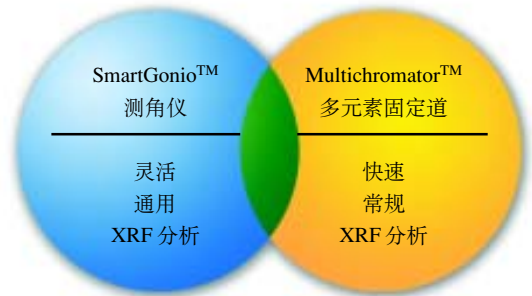 SmartGonio™
测角仪
灵活
通用
XRF 分析
Multichromator™
多元素固定道
快速
常规
XRF 分析